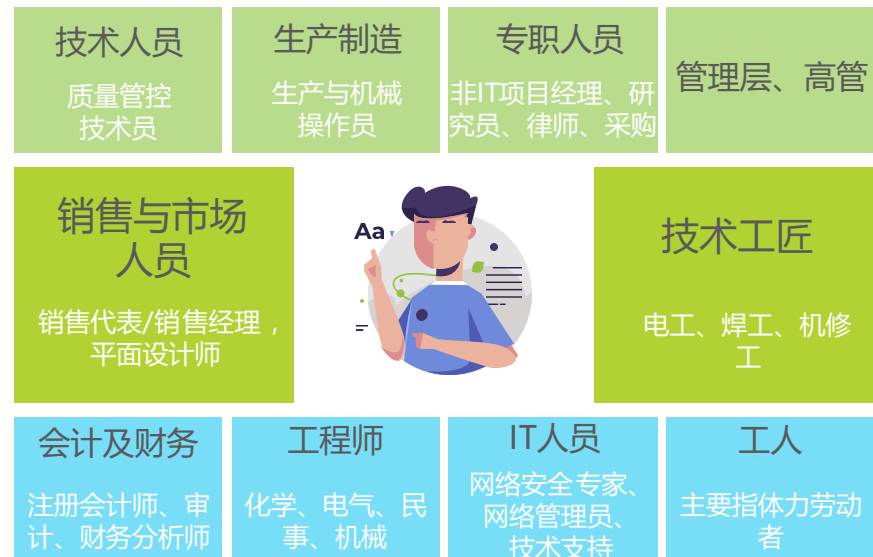 技术人员
质量管控
技术员
生产制造
生产与机械
操作员
专职人员
非IT项目经理、研
究员、律师、采购
管理层、高管
销售与市场
人员
销售代表/销售经理，
平面设计师
Aa
技术工匠
电工、焊工、机修
工
会计及财务
注册会计师、审
计、财务分析师
工程师
化学、电气、民
事、机械
IT人员
网络安全专家、
网络管理员、
技术支持
工人
主要指体力劳动
者